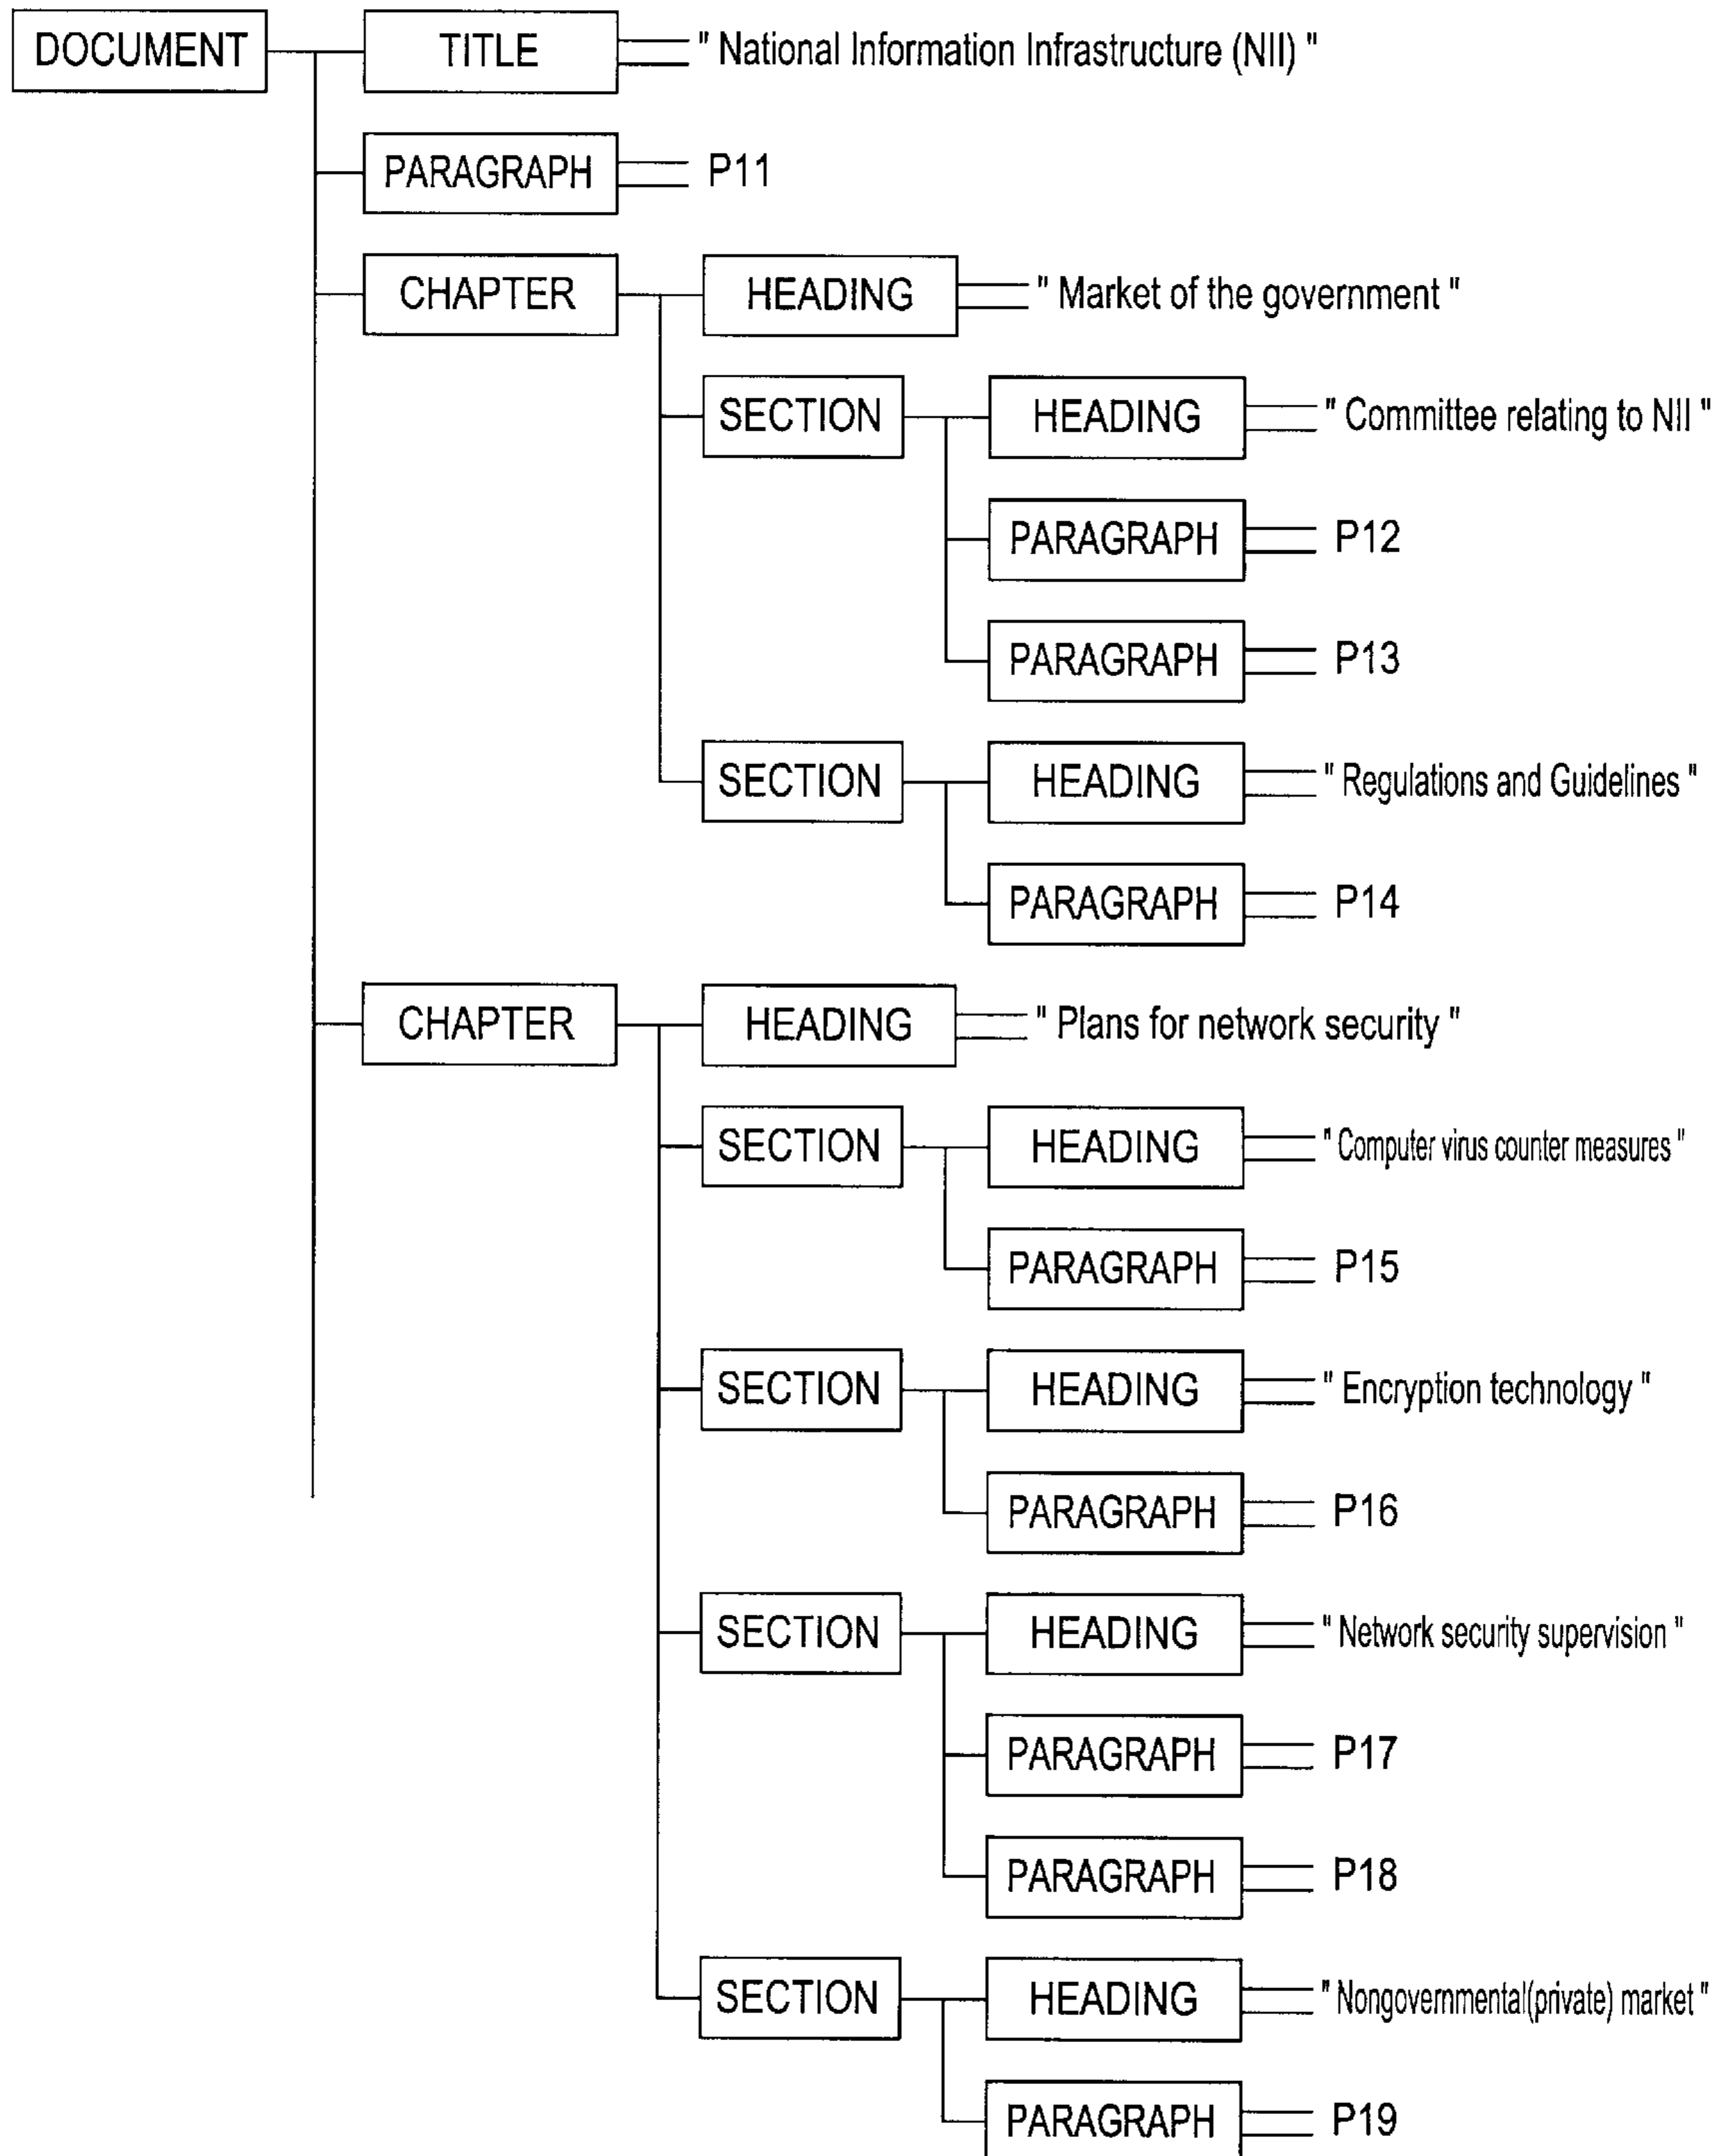 DOCUMENT TITLE " National Information Infrastructure (NII) "
PARAGRAPH P11
CHAPTER HEADING " Market of the government "
SECTION HEADING " Committee relating to NII "
PARAGRAPH P12
PARAGRAPH P13
SECTION HEADING " Regulations and Guidelines "
PARAGRAPH P14
CHAPTER HEADING " Plans for network security "
SECTION HEADING " Computer virus counter measures "
PARAGRAPH P15
SECTION HEADING " Encryption technology "
PARAGRAPH P16
SECTION HEADING " Network security supervision "
PARAGRAPH P17
PARAGRAPH P18
SECTION HEADING " Nongovernmental(private) market "
PARAGRAPH P19